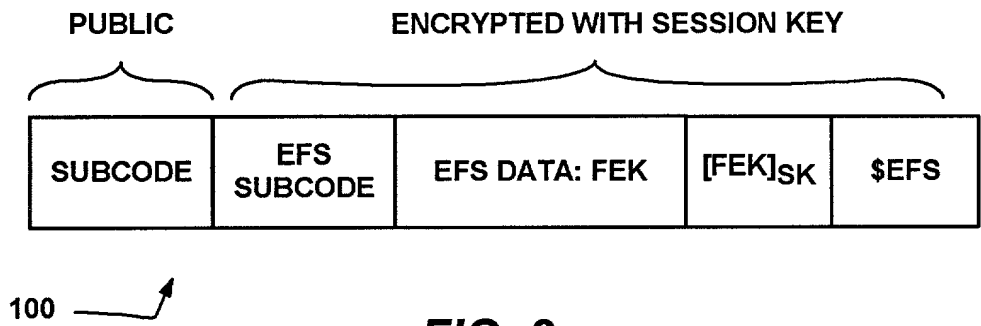 PUBLIC
ENCRYPTED WITH SESSION KEY
SUBCODE
EFS
SUBCODE
EFS DATA: FEK
[FEK]SK
$EFS
100